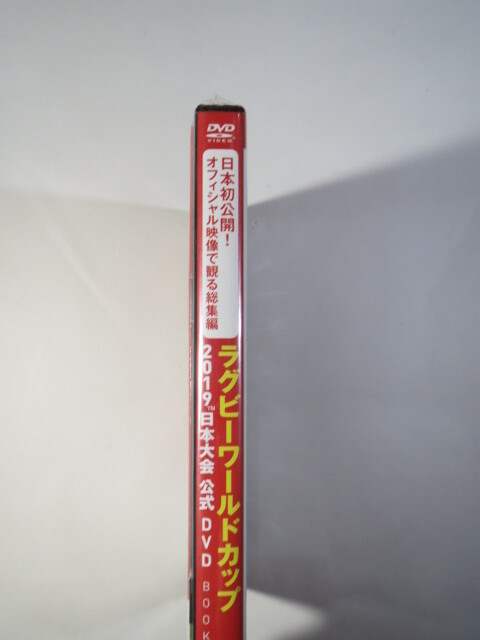 DVD
VIDEO
日本初公開！
オフィシャル映像で観る総集編
ラグビーワールドカップ
2019™日本大会 公式 DVD BOOK